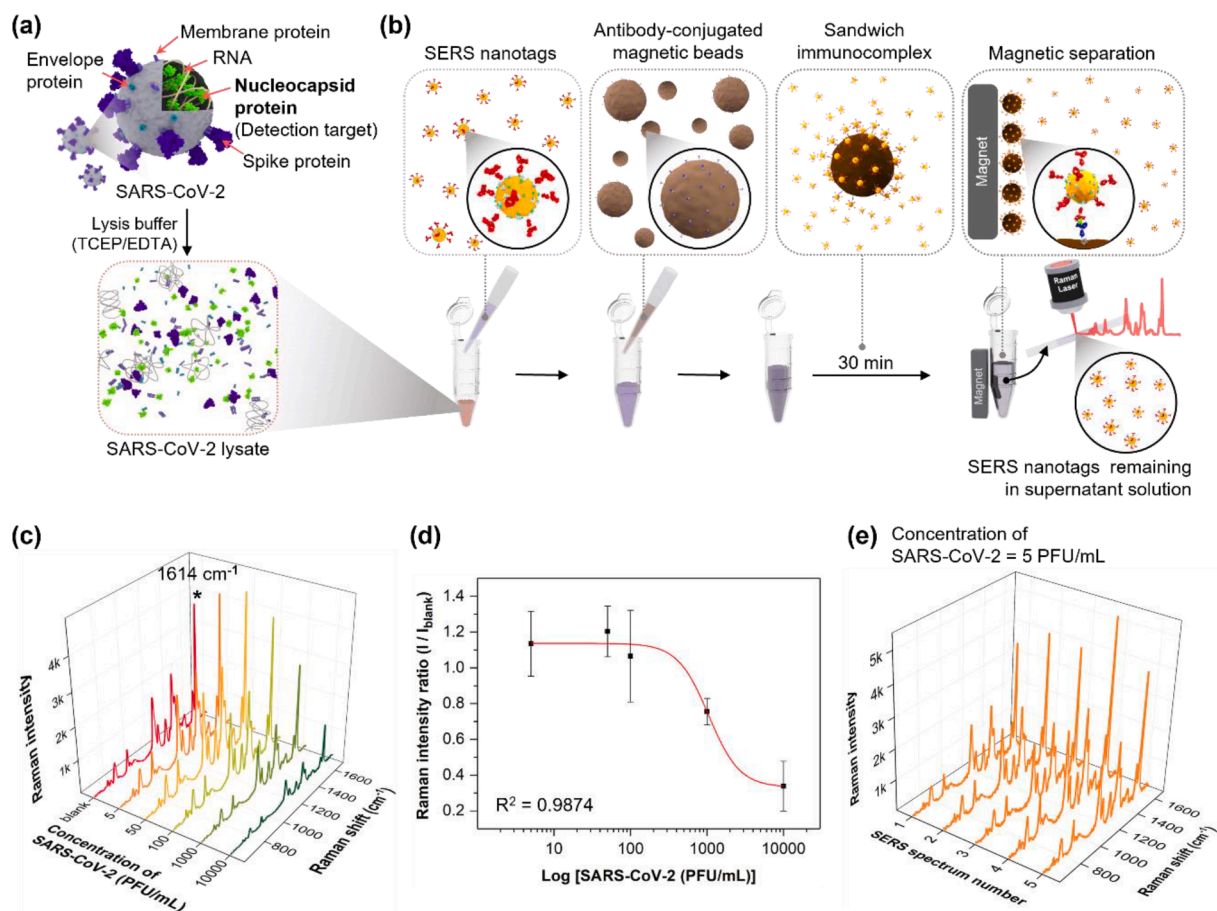 (a)
Membrane protein
Envelope
protein
RNA
Nucleocapsid
protein
(Detection target)
Spike protein
SARS-CoV-2
Lysis buffer
(TCEP/EDTA)
SARS-CoV-2 lysate
(b)
SERS nanotags
Antibody-conjugated
magnetic beads
Sandwich
immunocomplex
Magnetic separation
Magnet
30 min
Raman
Laser
Magnet
SERS nanotags remaining
in supernatant solution
(c)
1614 cm⁻¹
*
4k
3k
2k
1k
Raman intensity
blank
5
50
100
1000
10000
Concentration of
SARS-CoV-2 (PFU/mL)
800
1000
1200
1400
1600
Raman shift (cm⁻¹)
(d)
Raman intensity ratio (I / I_blank)
1.4
1.2
1.0
0.8
0.6
0.4
0.2
R² = 0.9874
10
100
1000
10000
Log [SARS-CoV-2 (PFU/mL)]
(e)
Concentration of
SARS-CoV-2 = 5 PFU/mL
5k
4k
3k
2k
1k
Raman intensity
1
2
3
4
5
SERS spectrum number
800
1000
1200
1400
1600
Raman shift (cm⁻¹)